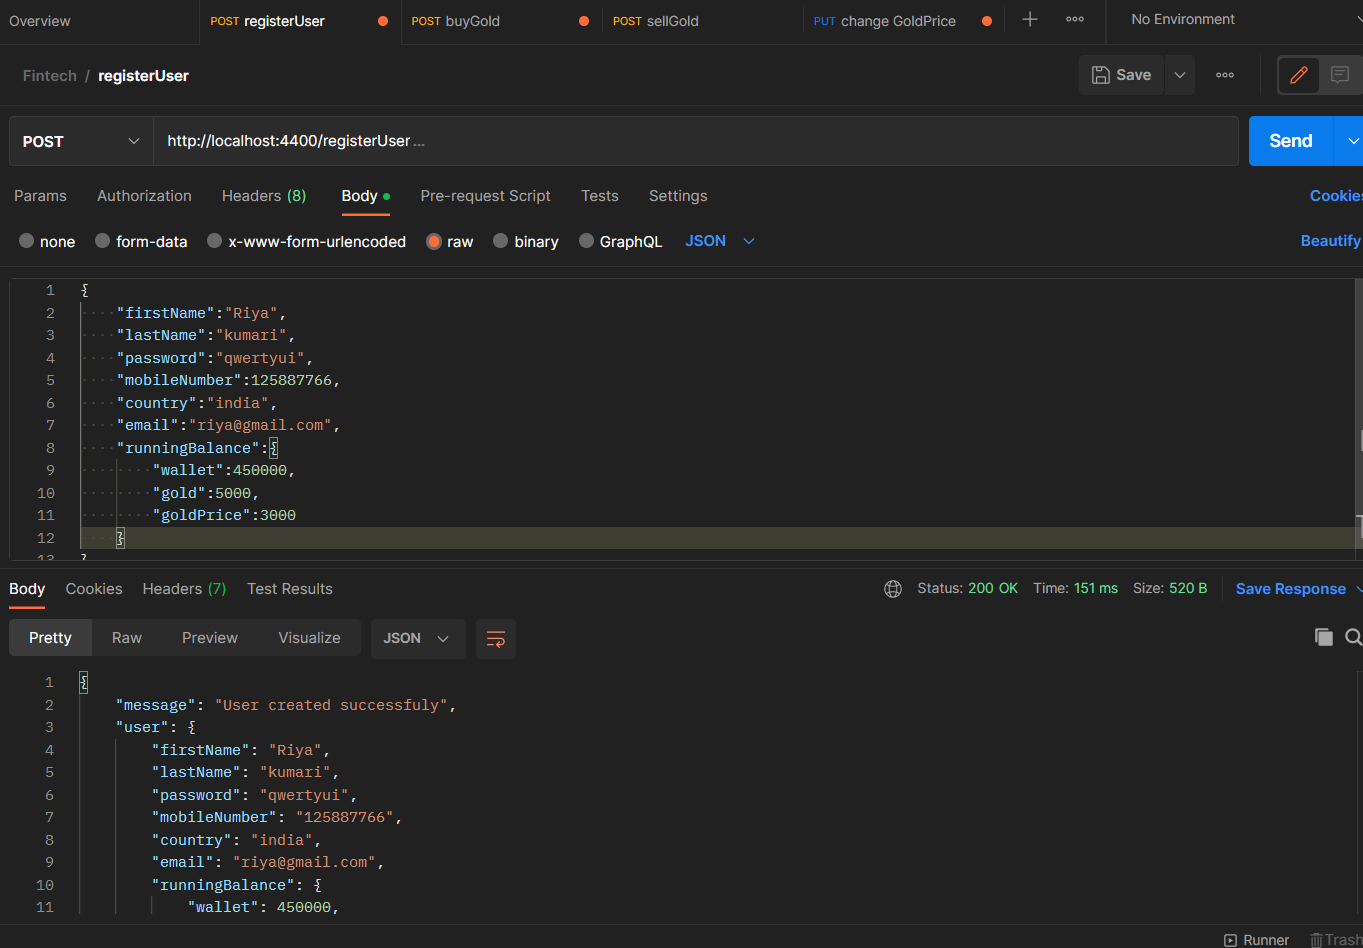 Overview POST registerUser POST buyGold POST sellGold PUT change GoldPrice No Environment
Fintech / registerUser Save
POST http://localhost:4400/registerUser ... Send
Params Authorization Headers (8) Body Pre-request Script Tests Settings Cookies
none form-data x-www-form-urlencoded raw binary GraphQL JSON Beautify
1 {
2 "firstName":"Riya",
3 "lastName":"kumari",
4 "password":"qwertyui",
5 "mobileNumber":125887766,
6 "country":"india",
7 "email":"riya@gmail.com",
8 "runningBalance":{
9 "wallet":450000,
10 "gold":5000,
11 "goldPrice":3000
12 }
13 }
Body Cookies Headers (7) Test Results Status: 200 OK Time: 151 ms Size: 520 B Save Response
Pretty Raw Preview Visualize JSON
1 {
2 "message": "User created successfuly",
3 "user": {
4 "firstName": "Riya",
5 "lastName": "kumari",
6 "password": "qwertyui",
7 "mobileNumber": "125887766",
8 "country": "india",
9 "email": "riya@gmail.com",
10 "runningBalance": {
11 "wallet": 450000,
Runner Trash